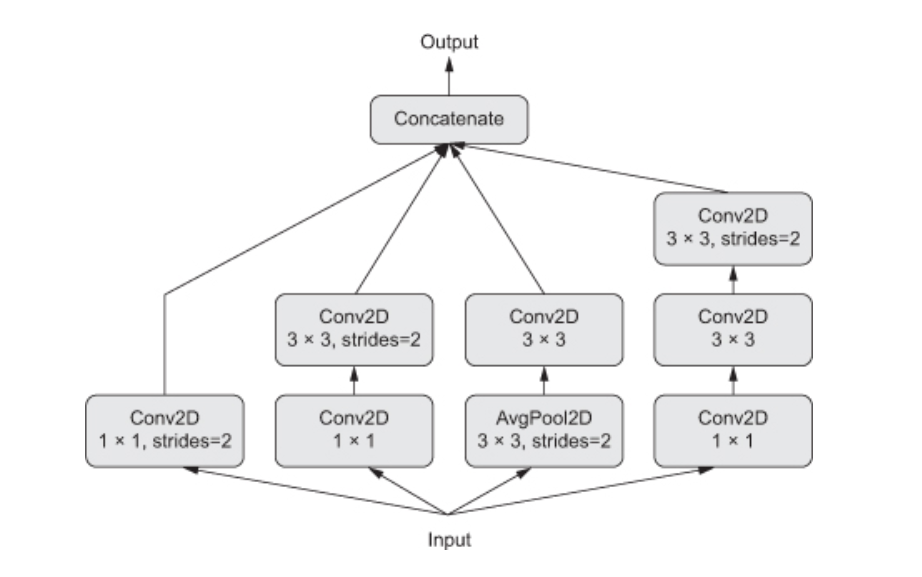 Output
Concatenate
Conv2D
3 × 3, strides=2
Conv2D
3 × 3, strides=2
Conv2D
3 × 3
Conv2D
3 × 3
Conv2D
1 × 1, strides=2
Conv2D
1 × 1
AvgPool2D
3 × 3, strides=2
Conv2D
1 × 1
Input